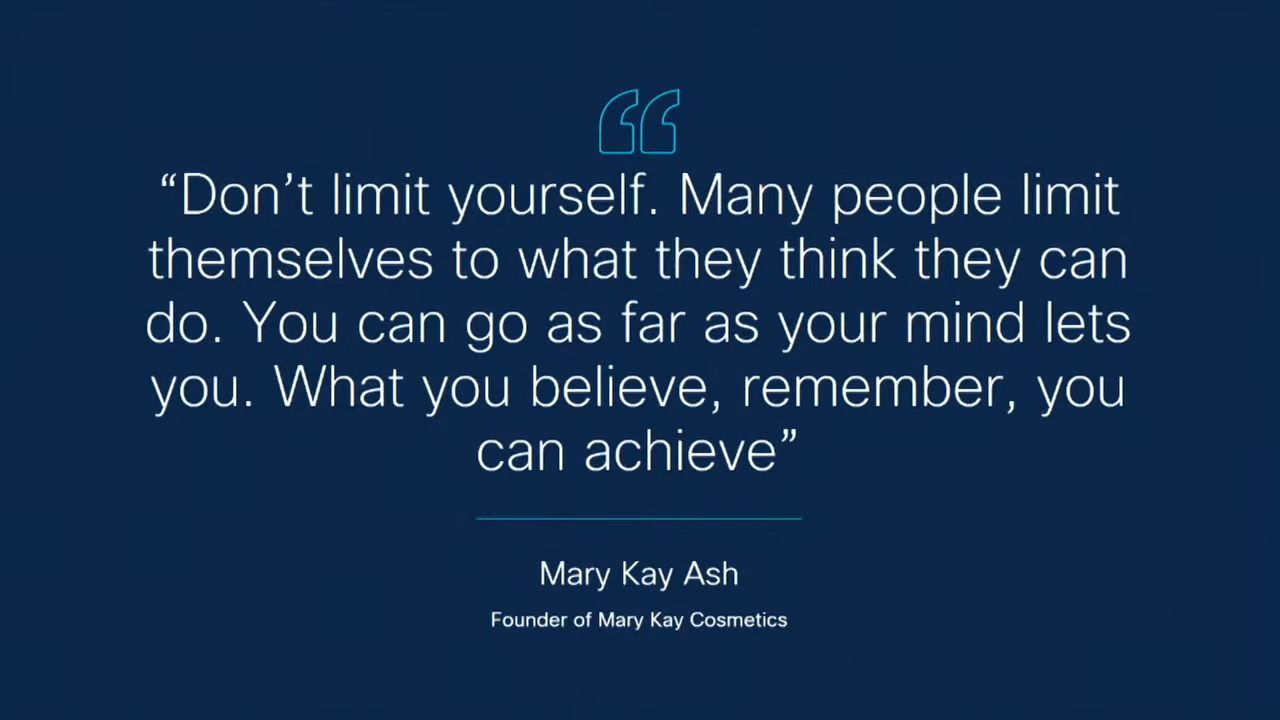 “Don’t limit yourself. Many people limit
themselves to what they think they can
do. You can go as far as your mind lets
you. What you believe, remember, you
can achieve”
Mary Kay Ash
Founder of Mary Kay Cosmetics